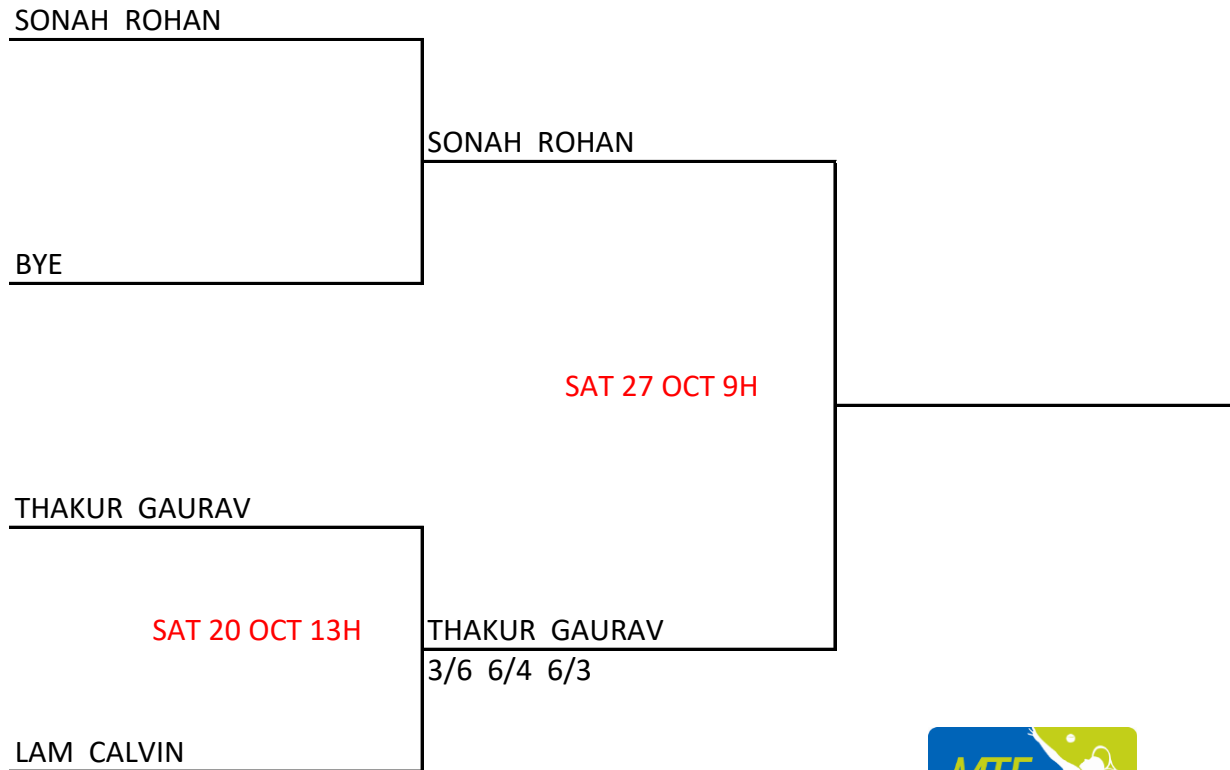 SONAH ROHAN
SONAH ROHAN
BYE
SAT 27 OCT 9H
THAKUR GAURAV
SAT 20 OCT 13H
THAKUR GAURAV
3/6 6/4 6/3
LAM CALVIN
MTF